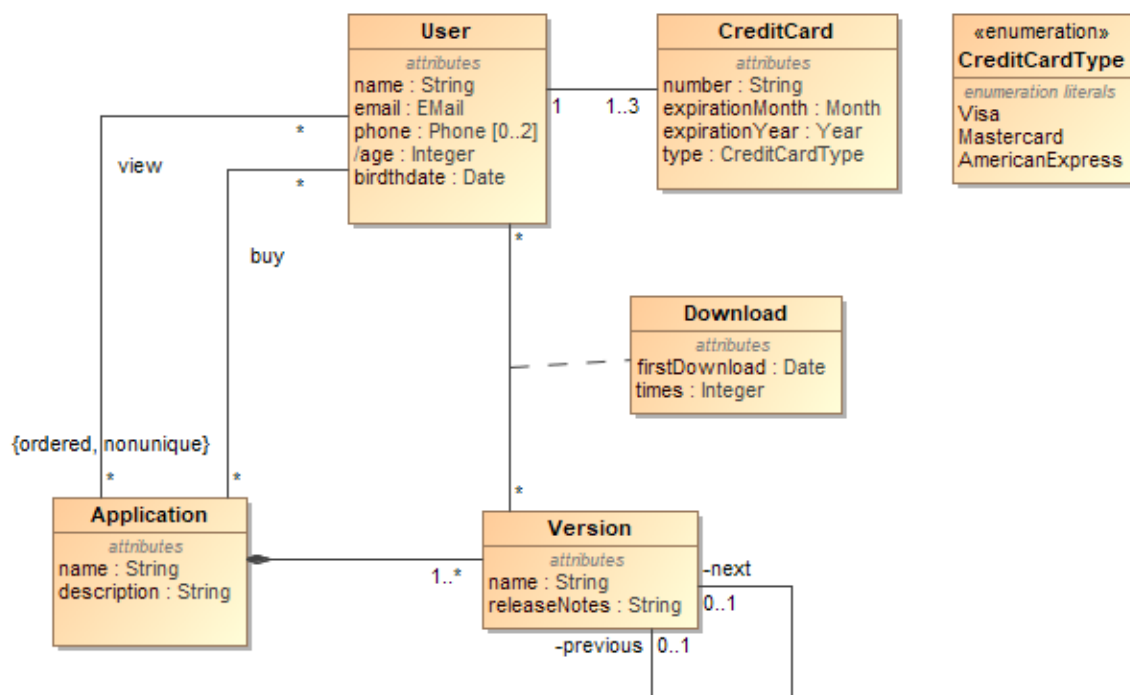 User
attributes
name : String
email : EMail
phone : Phone [0..2]
/age : Integer
birdthdate : Date
CreditCard
attributes
number : String
expirationMonth : Month
expirationYear : Year
type : CreditCardType
«enumeration»
CreditCardType
enumeration literals
Visa
Mastercard
AmericanExpress
1
1..3
*
view
*
buy
*
Download
attributes
firstDownload : Date
times : Integer
{ordered, nonunique}
*
*
*
Application
attributes
name : String
description : String
1..*
Version
attributes
name : String
releaseNotes : String
-next
0..1
-previous
0..1